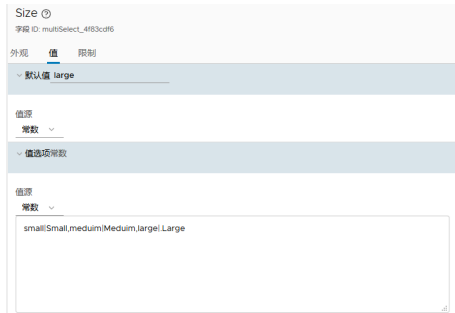 Size
字段 ID: multiSelect_4f83cdf6
外观 值 限制
默认值 large
值源
常数
值选项常数
值源
常数
small|Small,meduim|Meduim,large|.Large